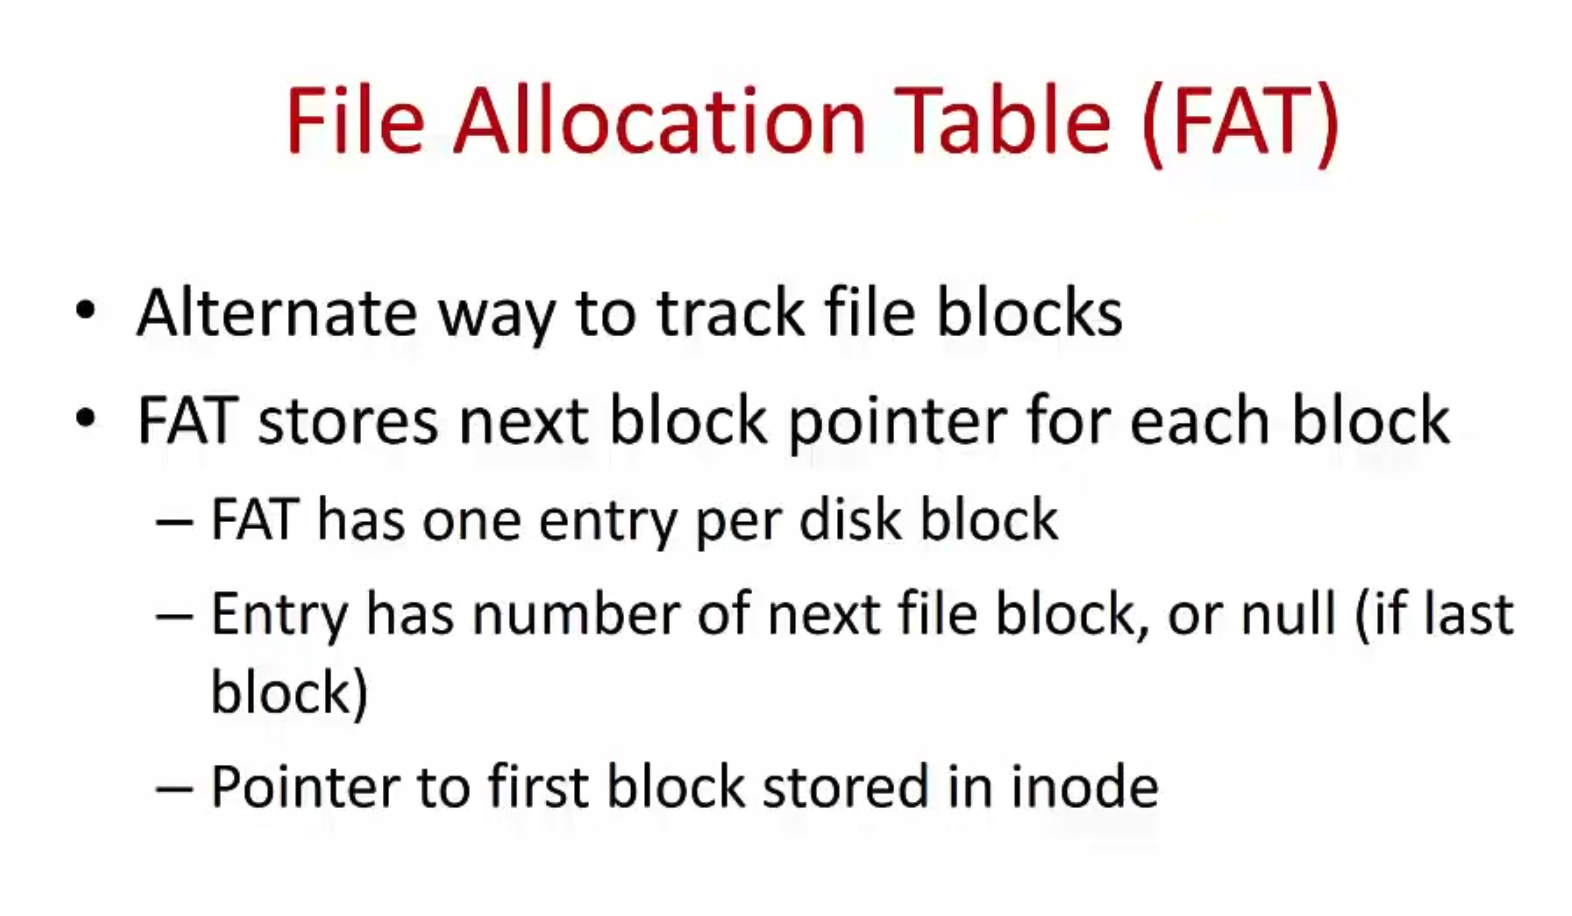 File Allocation Table (FAT)
• Alternate way to track file blocks
• FAT stores next block pointer for each block
– FAT has one entry per disk block
– Entry has number of next file block, or null (if last
block)
– Pointer to first block stored in inode